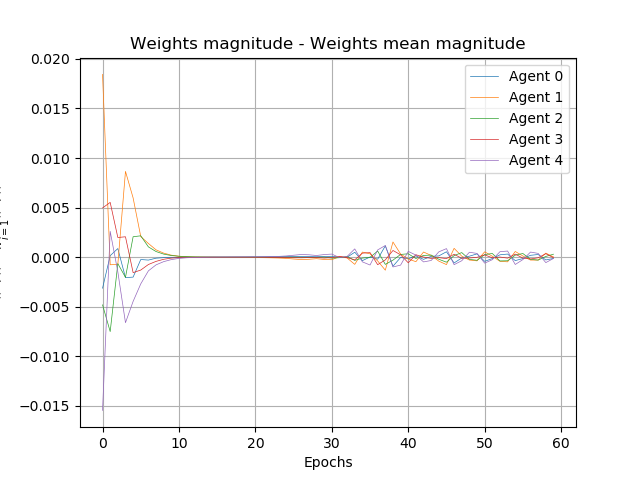 Weights magnitude - Weights mean magnitude
0.020
0.015
0.010
0.005
0.000
−0.005
−0.010
−0.015
0
10
20
30
40
50
60
Epochs
Agent 0
Agent 1
Agent 2
Agent 3
Agent 4